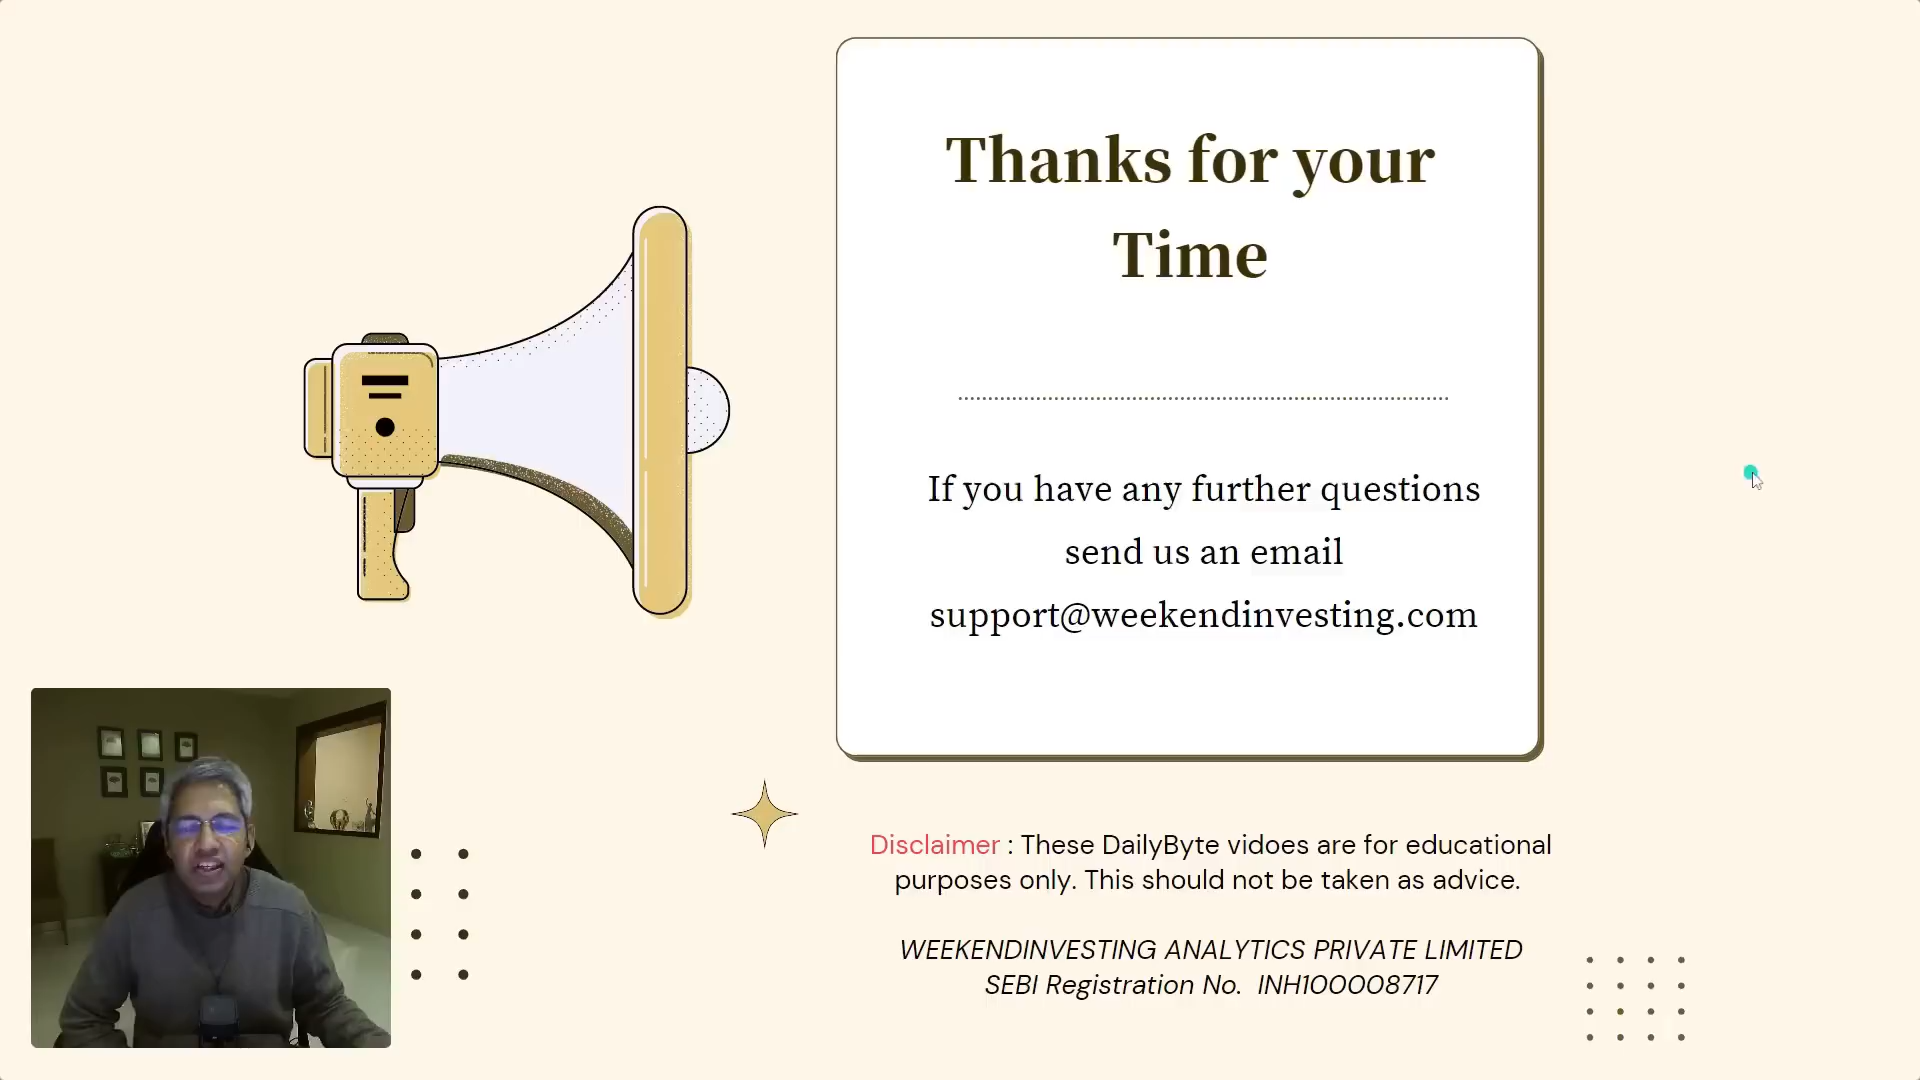 Thanks for your
Time
If you have any further questions
send us an email
support@weekendinvesting.com
Disclaimer : These DailyByte vidoes are for educational
purposes only. This should not be taken as advice.
WEEKENDINVESTING ANALYTICS PRIVATE LIMITED
SEBI Registration No. INH100008717